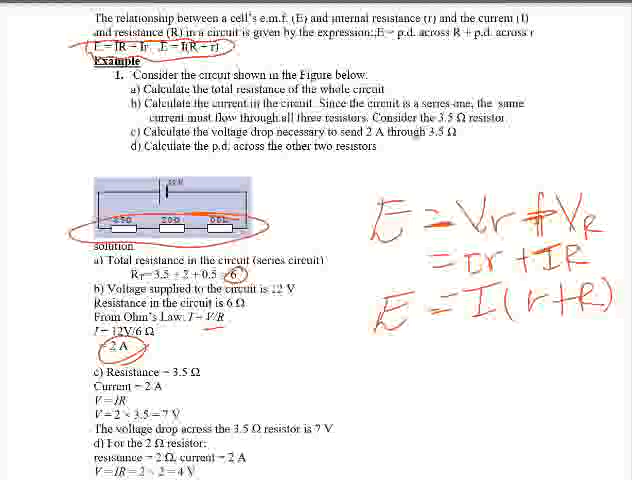 The relationship between a cell's e.m.f. (E) and internal resistance (r) and the current (I)
and resistance (R) in a circuit is given by the expression:,E= p.d. across R + p.d. across r
E = IR − Ir E = I(R − r)
Example
1. Consider the circuit shown in the Figure below.
a) Calculate the total resistance of the whole circuit
b) Calculate the current in the circuit. Since the circuit is a series one, the same
current must flow through all three resistors. Consider the 3.5 Ω resistor.
c) Calculate the voltage drop necessary to send 2 A through 3.5 Ω
d) Calculate the p.d. across the other two resistors
solution
a) Total resistance in the circuit (series circuit)
RT= 3.5 + 2 + 0.5 = 6
b) Voltage supplied to the circuit is 12 V
Resistance in the circuit is 6 Ω
From Ohm's Law, I = V/R
I = 12V/6 Ω
= 2 A
c) Resistance = 3.5 Ω
Current = 2 A
V = IR
V = 2 × 3.5 = 7 V
The voltage drop across the 3.5 Ω resistor is 7 V
d) For the 2 Ω resistor;
resistance = 2 Ω, current = 2 A
V = IR = 2 × 2 = 4 V
E = Vr + VR
= Ir + IR
E = I(r+R)